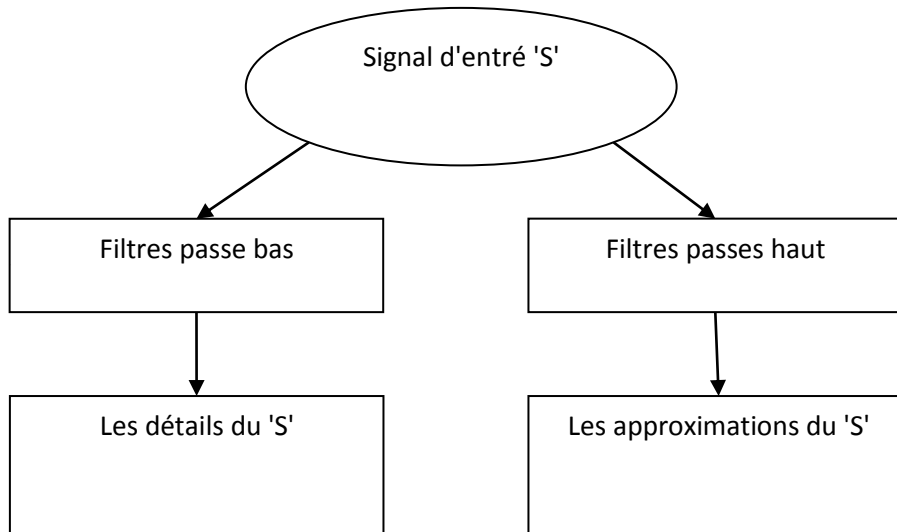 Signal d'entré 'S'
Filtres passe bas
Filtres passes haut
Les détails du 'S'
Les approximations du 'S'